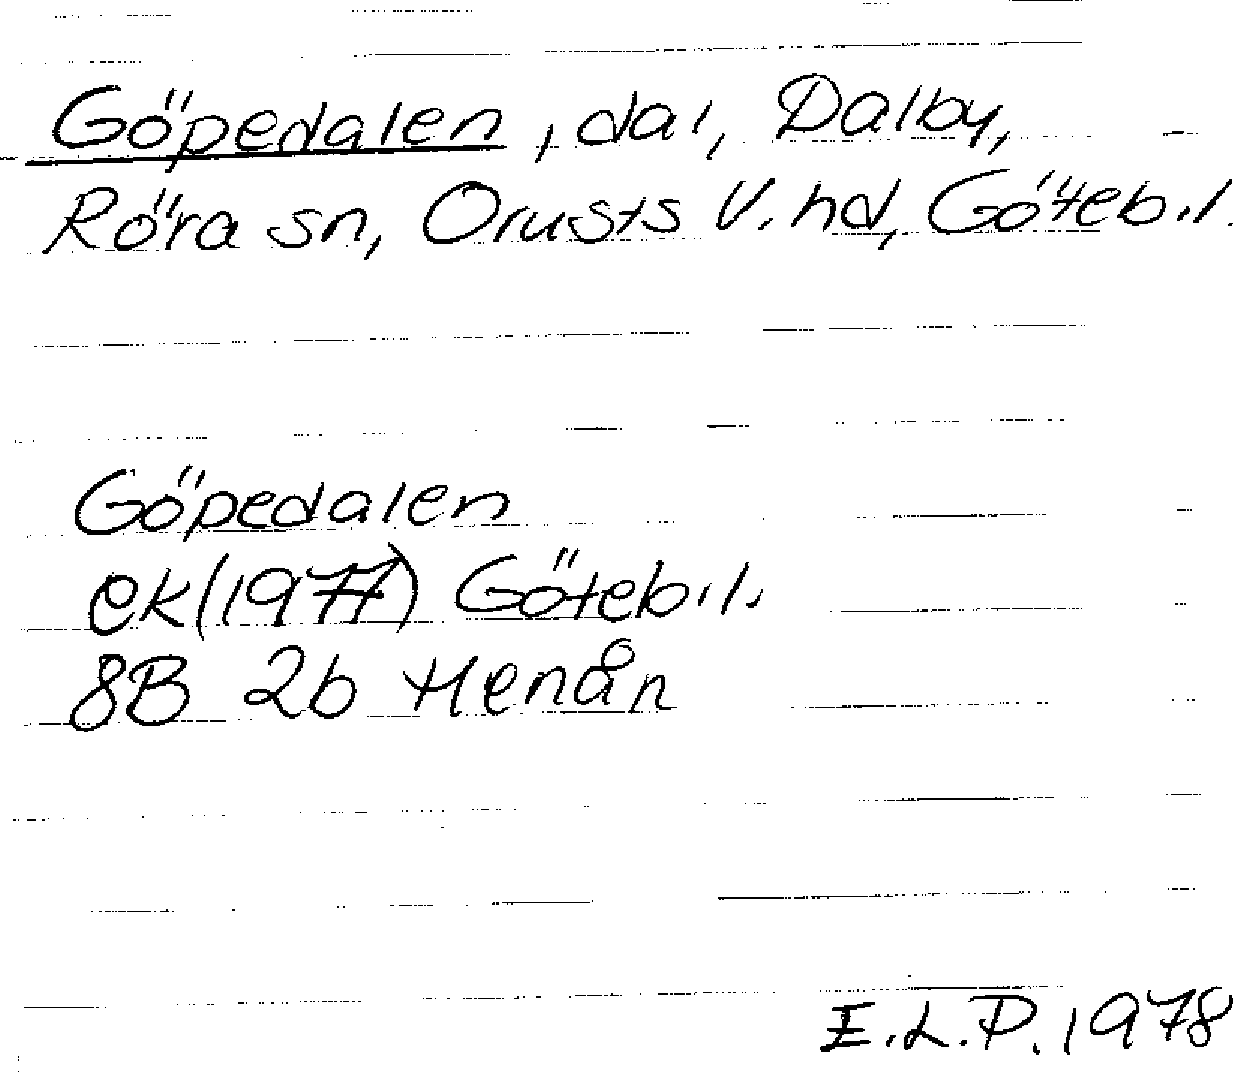 Göpedalen, dal, Dalby,
Röra sn, Orusts V. hd, Göteb.l.
Göpedalen
ek (1977) Göteb.l.
8B 2b Henån
E.L.P. 1978